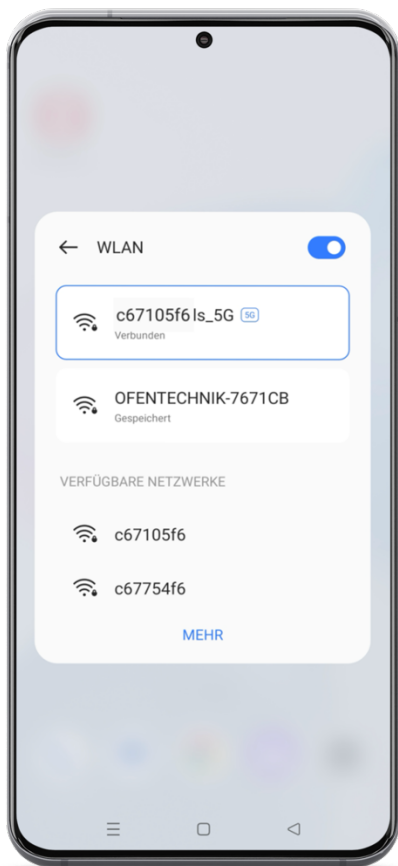 WLAN
c67105f6ls_5G 5G
Verbunden
OFENTECHNIK-7671CB
Gespeichert
VERFÜGBARE NETZWERKE
c67105f6
c67754f6
MEHR